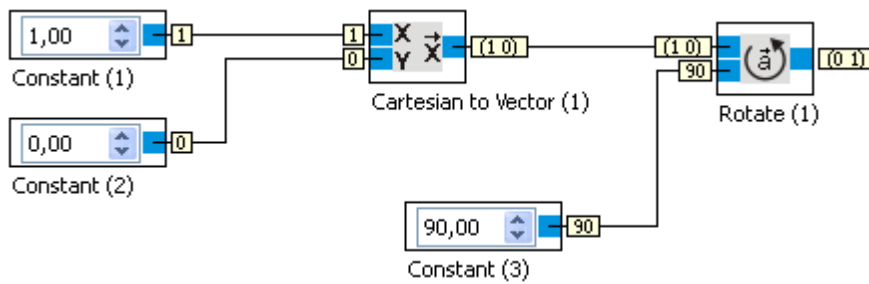 1,00 1
Constant (1)
0,00 0
Constant (2)
1 X
0 Y X (1 0)
Cartesian to Vector (1)
(1 0)
90 a (0 1)
Rotate (1)
90,00 90
Constant (3)